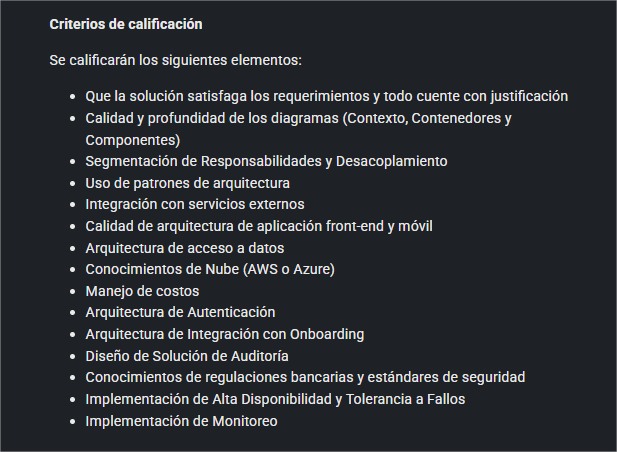 Criterios de calificación
Se calificarán los siguientes elementos:
Que la solución satisfaga los requerimientos y todo cuente con justificación
Calidad y profundidad de los diagramas (Contexto, Contenedores y
Componentes)
Segmentación de Responsabilidades y Desacoplamiento
Uso de patrones de arquitectura
Integración con servicios externos
Calidad de arquitectura de aplicación front-end y móvil
Arquitectura de acceso a datos
Conocimientos de Nube (AWS o Azure)
Manejo de costos
Arquitectura de Autenticación
Arquitectura de Integración con Onboarding
Diseño de Solución de Auditoría
Conocimientos de regulaciones bancarias y estándares de seguridad
Implementación de Alta Disponibilidad y Tolerancia a Fallos
Implementación de Monitoreo